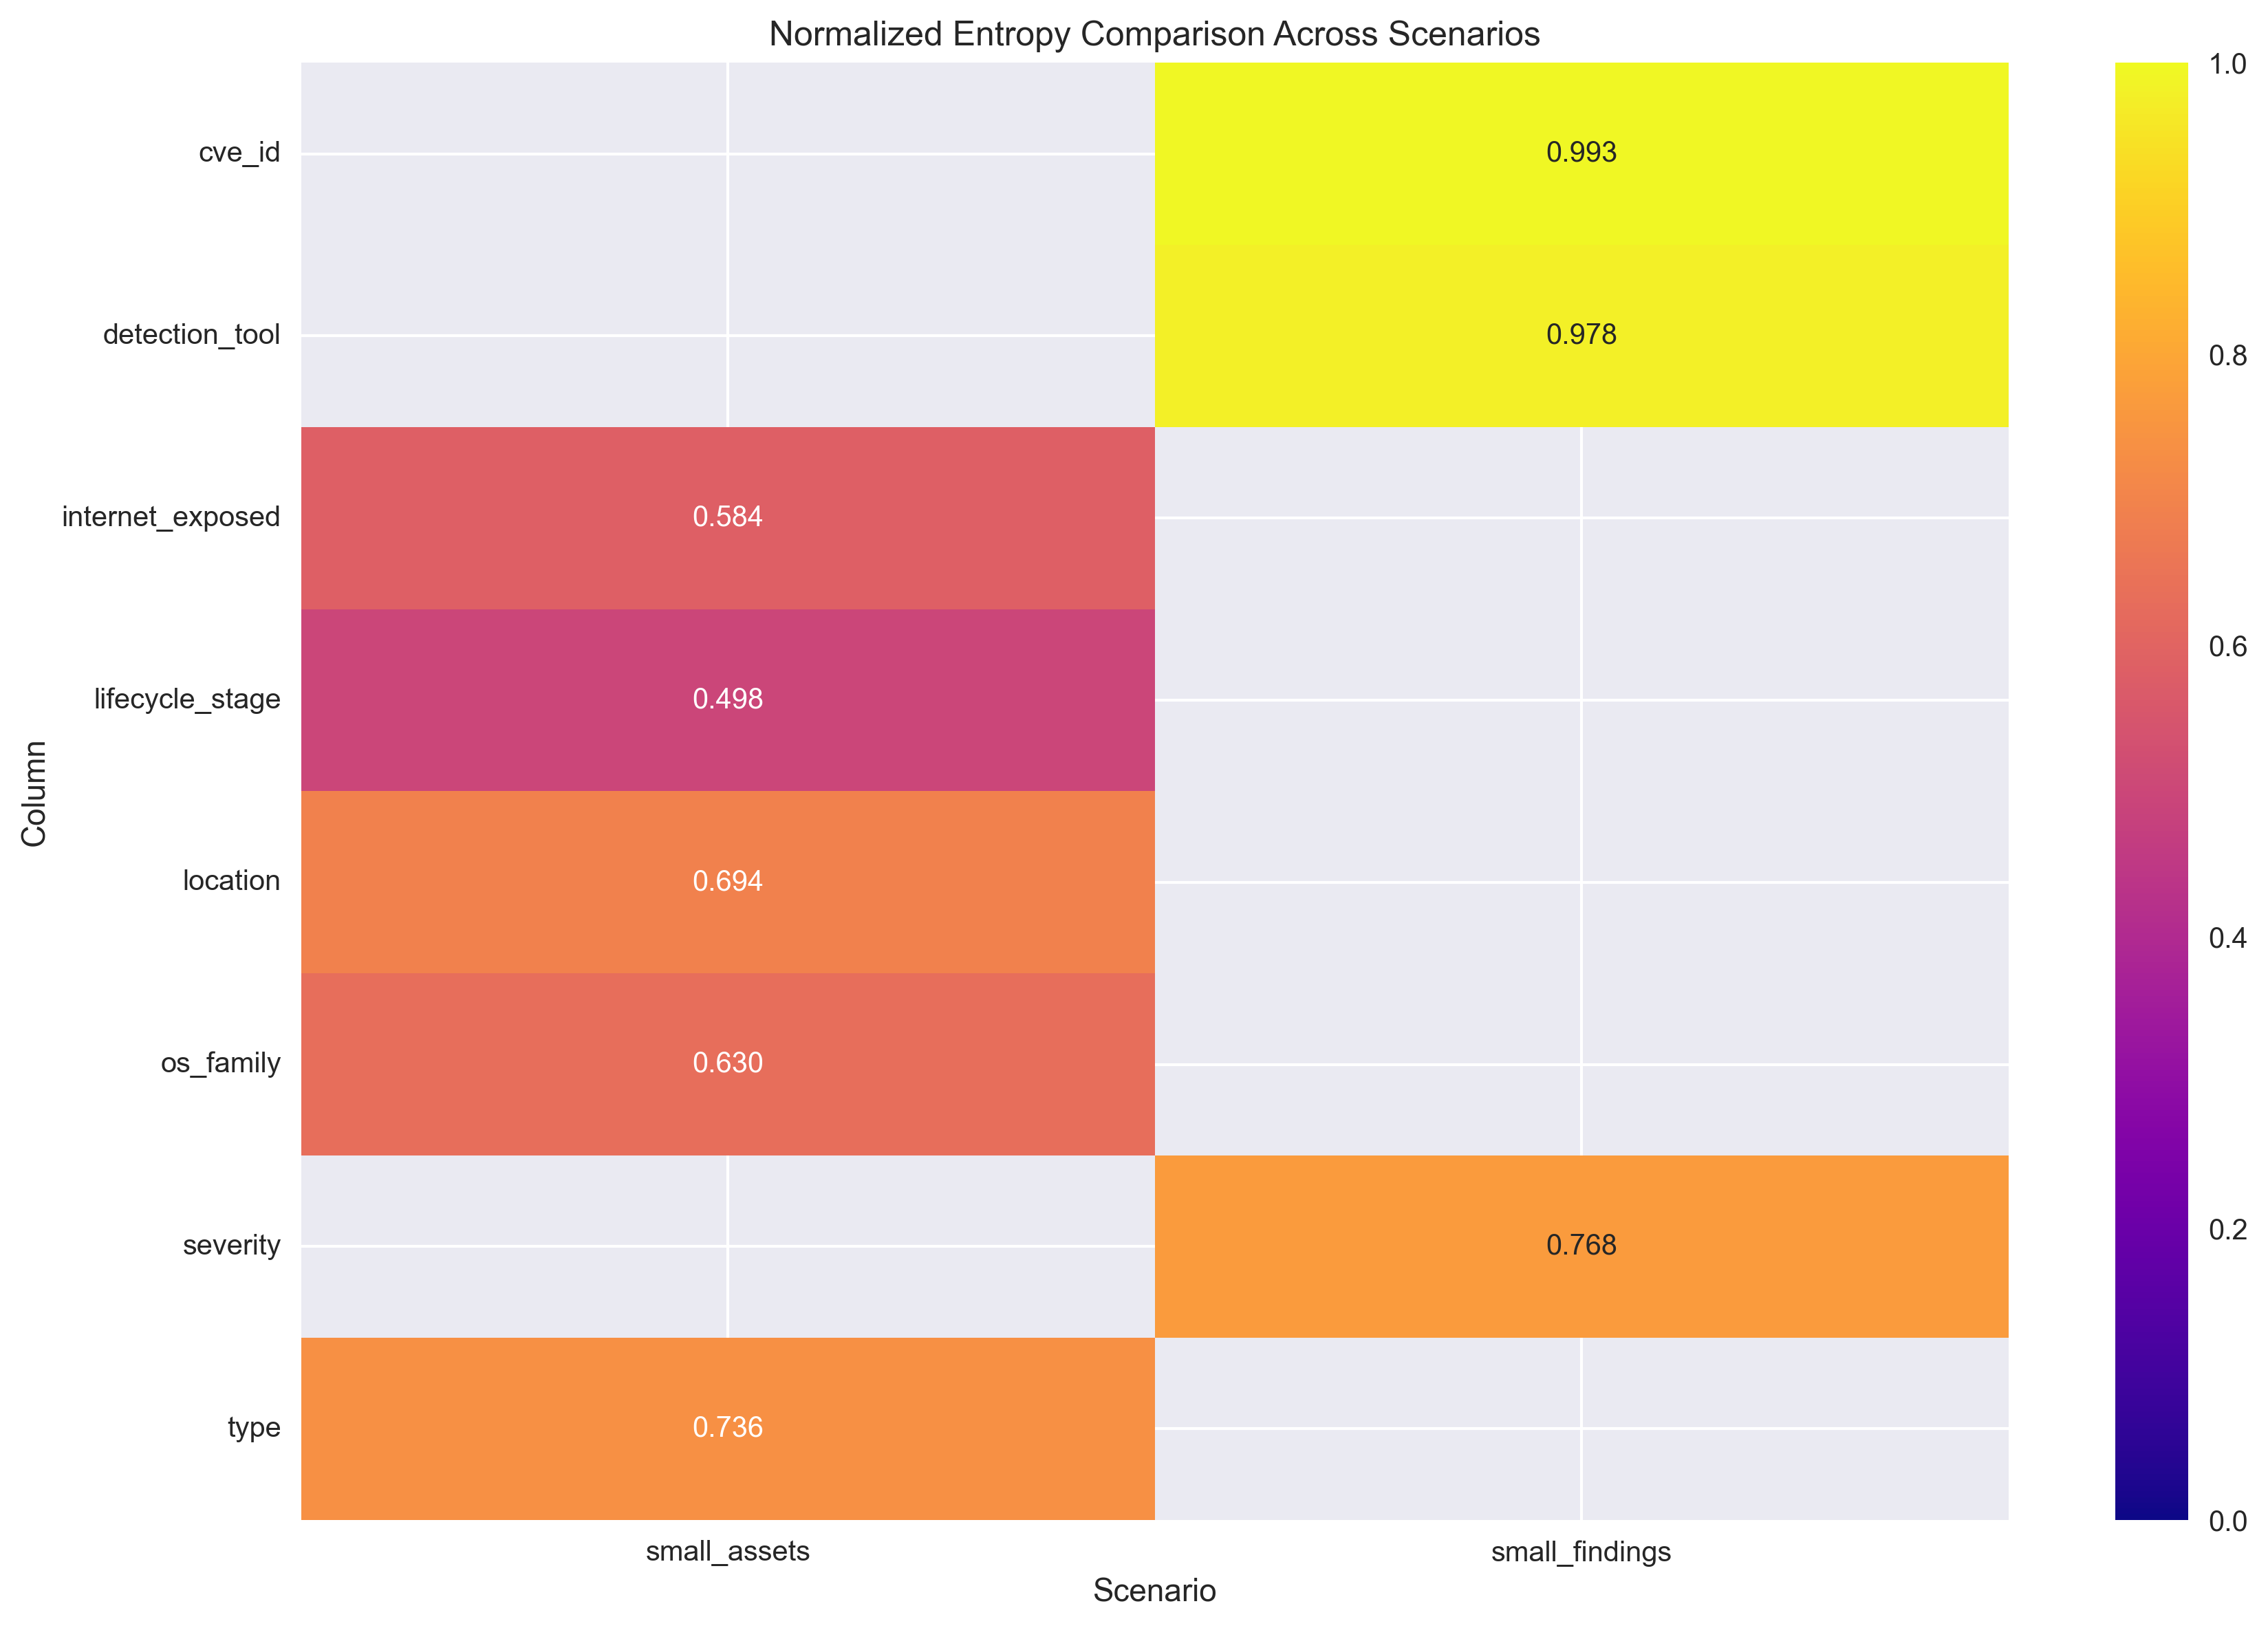 Normalized Entropy Comparison Across Scenarios
cve_id
0.993
detection_tool
0.978
internet_exposed
0.584
lifecycle_stage
0.498
location
0.694
os_family
0.630
severity
0.768
type
0.736
Column
small_assets
small_findings
Scenario
1.0
0.8
0.6
0.4
0.2
0.0